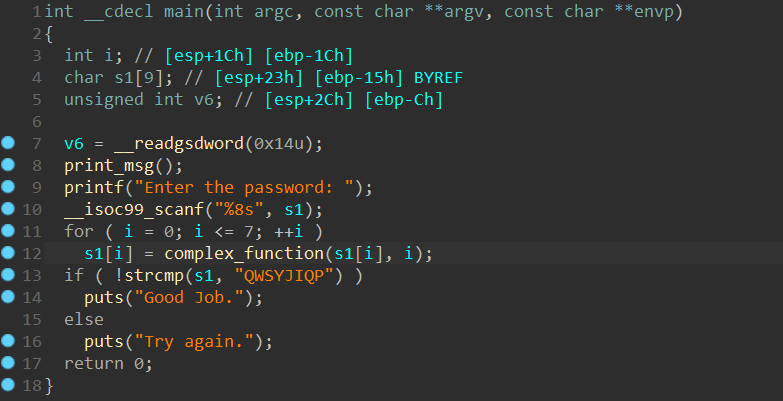 1 int __cdecl main(int argc, const char **argv, const char **envp)
2 {
3   int i; // [esp+1Ch] [ebp-1Ch]
4   char s1[9]; // [esp+23h] [ebp-15h] BYREF
5   unsigned int v6; // [esp+2Ch] [ebp-Ch]
6
7   v6 = __readgsdword(0x14u);
8   print_msg();
9   printf("Enter the password: ");
10   __isoc99_scanf("%8s", s1);
11   for ( i = 0; i <= 7; ++i )
12     s1[i] = complex_function(s1[i], i);
13   if ( !strcmp(s1, "QWSYJIQP") )
14     puts("Good Job.");
15   else
16     puts("Try again.");
17   return 0;
18 }